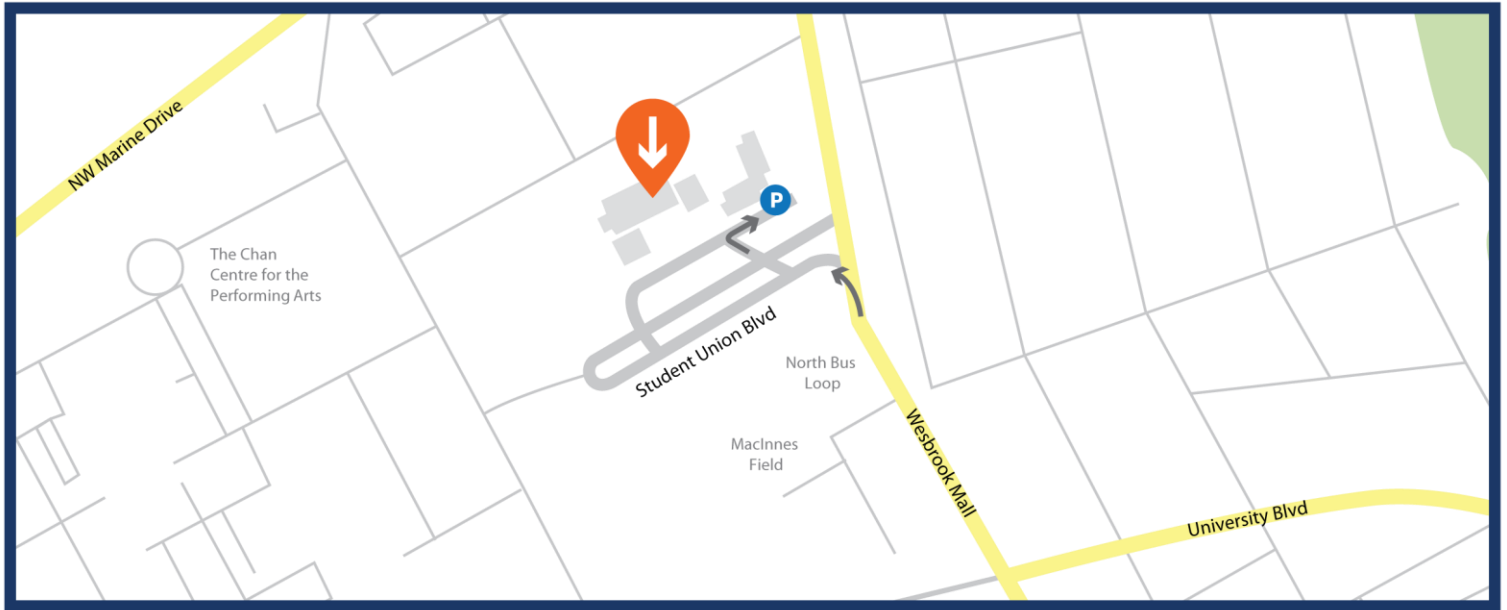 NW Marine Drive
P
The Chan
Centre for the
Performing Arts
Student Union Blvd
North Bus
Loop
Wesbrook Mall
MacInnes
Field
University Blvd